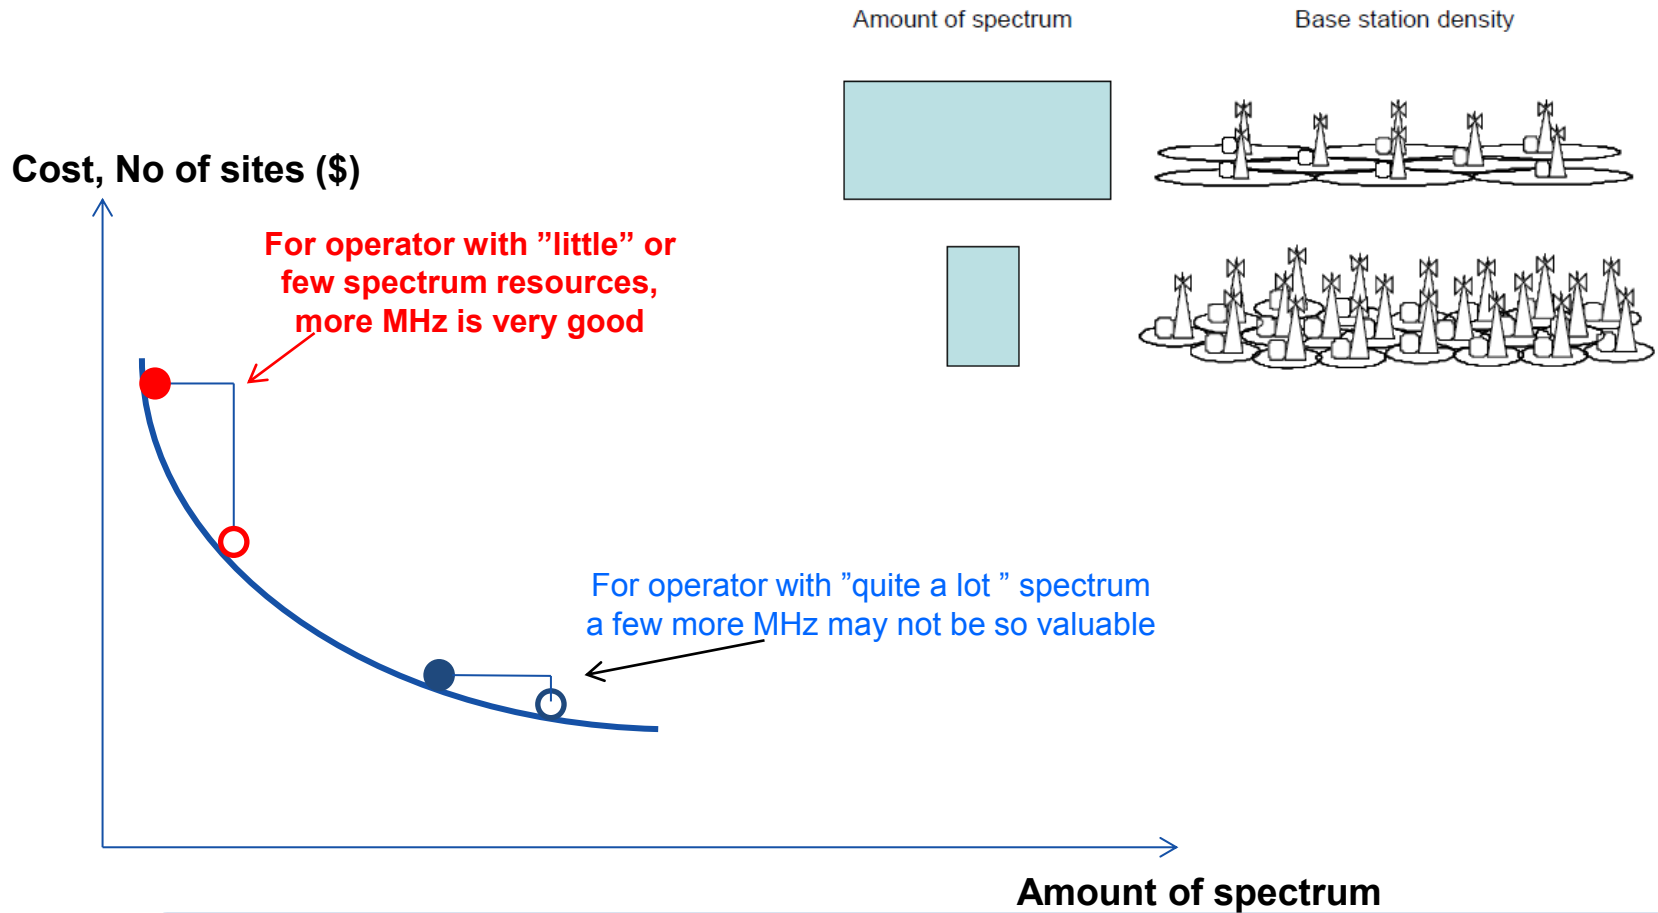 Amount of spectrum
Base station density
Cost, No of sites ($)
For operator with ”little” or
few spectrum resources,
more MHz is very good
For operator with ”quite a lot ” spectrum
a few more MHz may not be so valuable
Amount of spectrum